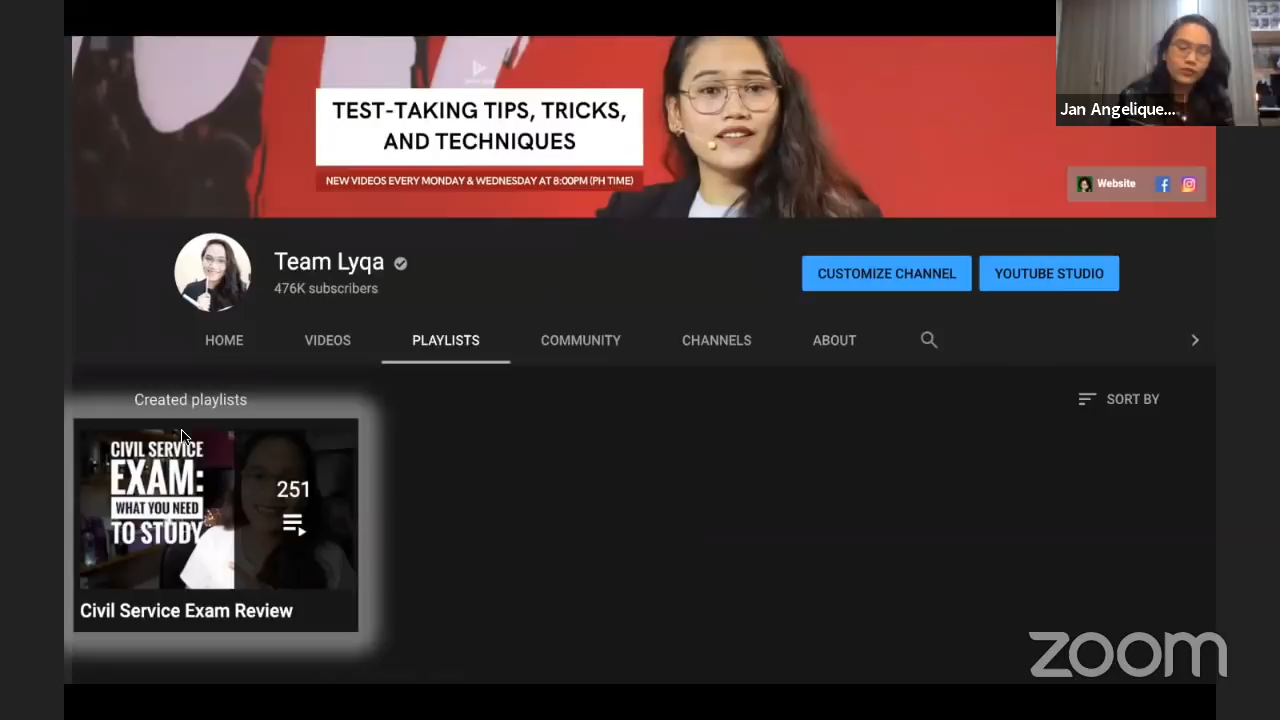 TEST-TAKING TIPS, TRICKS,
AND TECHNIQUES
NEW VIDEOS EVERY MONDAY & WEDNESDAY AT 8:00PM (PH TIME)
Jan Angelique...
Website
Team Lyqa
476K subscribers
CUSTOMIZE CHANNEL
YOUTUBE STUDIO
HOME
VIDEOS
PLAYLISTS
COMMUNITY
CHANNELS
ABOUT
Created playlists
SORT BY
CIVIL SERVICE
EXAM:
WHAT YOU NEED
TO STUDY
251
Civil Service Exam Review
zoom